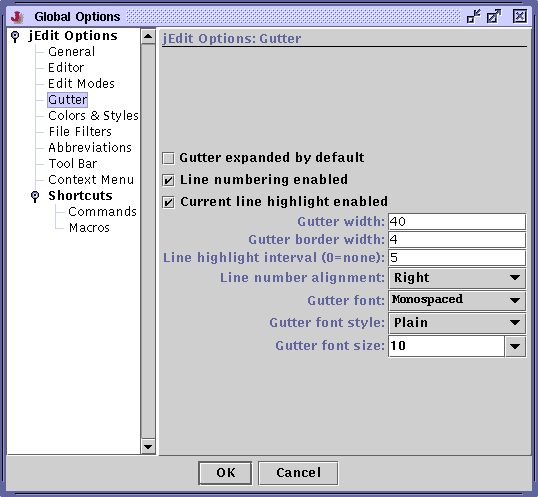 Global Options
jEdit Options
General
Editor
Edit Modes
Gutter
Colors & Styles
File Filters
Abbreviations
Tool Bar
Context Menu
Shortcuts
Commands
Macros
jEdit Options: Gutter
Gutter expanded by default
Line numbering enabled
Current line highlight enabled
Gutter width: 40
Gutter border width: 4
Line highlight interval (0=none): 5
Line number alignment: Right
Gutter font: Monospaced
Gutter font style: Plain
Gutter font size: 10
OK Cancel